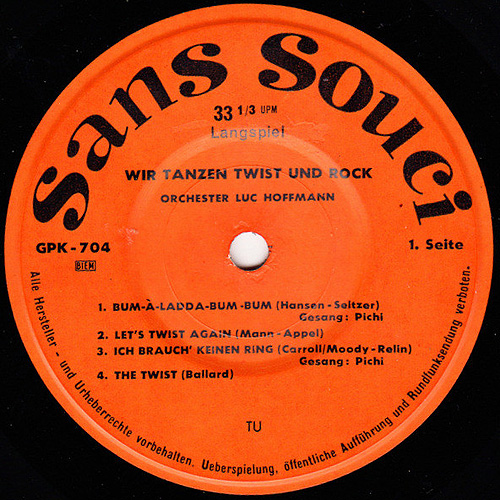 Sans Souci
33 1/3 UPM
Langspiel
WIR TANZEN TWIST UND ROCK
ORCHESTER LUC HOFFMANN
GPK-704
1. Seite
BIEM
1. BUM-À-LADDA-BUM-BUM (Hansen-Seltzer)
Gesang: Pichi
2. LET'S TWIST AGAIN (Mann-Appel)
3. ICH BRAUCH' KEINEN RING (Carroll/Moody-Relin)
Gesang: Pichi
4. THE TWIST (Ballard)
TU
Alle Hersteller- und Urheberrechte vorbehalten. Ueberspielung, öffentliche Aufführung und Rundfunksendung verboten.